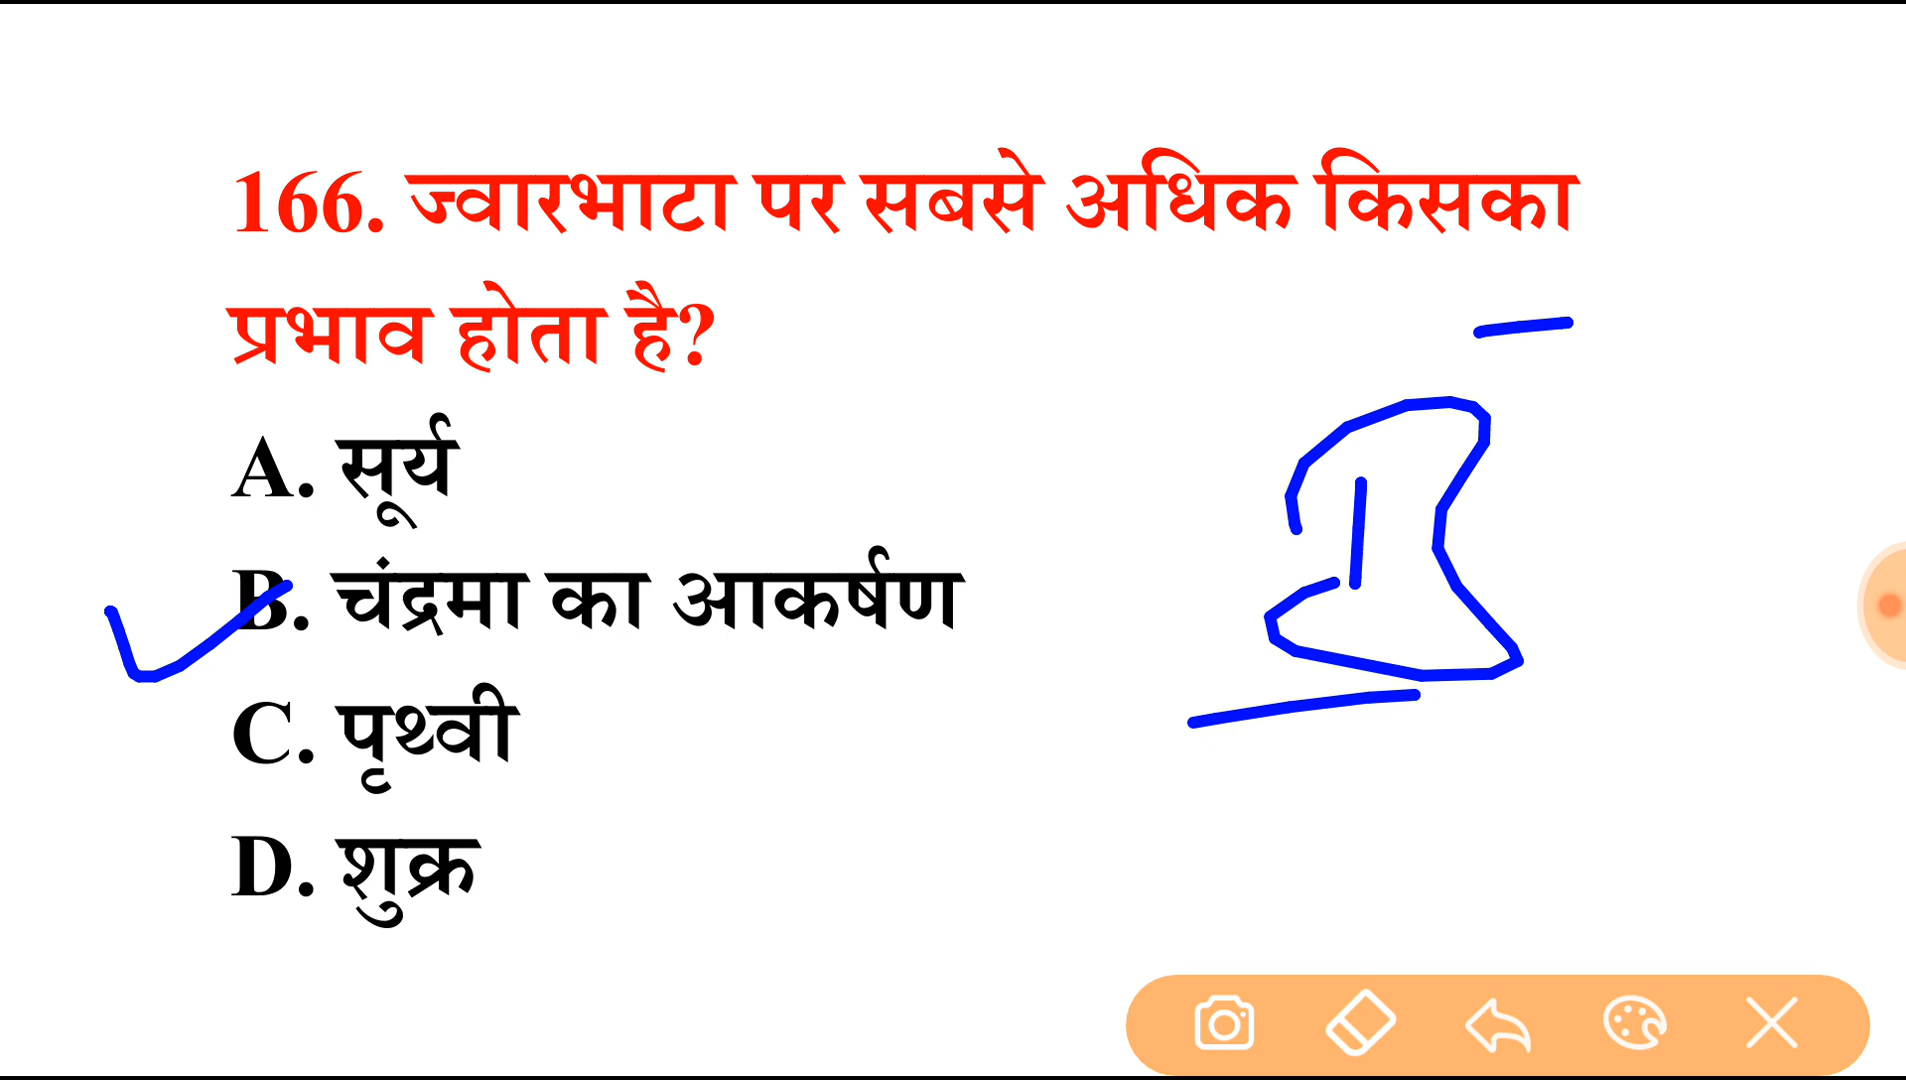 166. ज्वारभाटा पर सबसे अधिक किसका
प्रभाव होता है?
A. सूर्य
B. चंद्रमा का आकर्षण
C. पृथ्वी
D. शुक्र